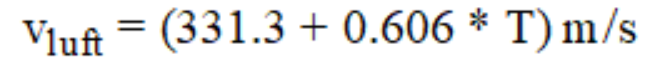 v_luft = (331.3 + 0.606 * T) m/s